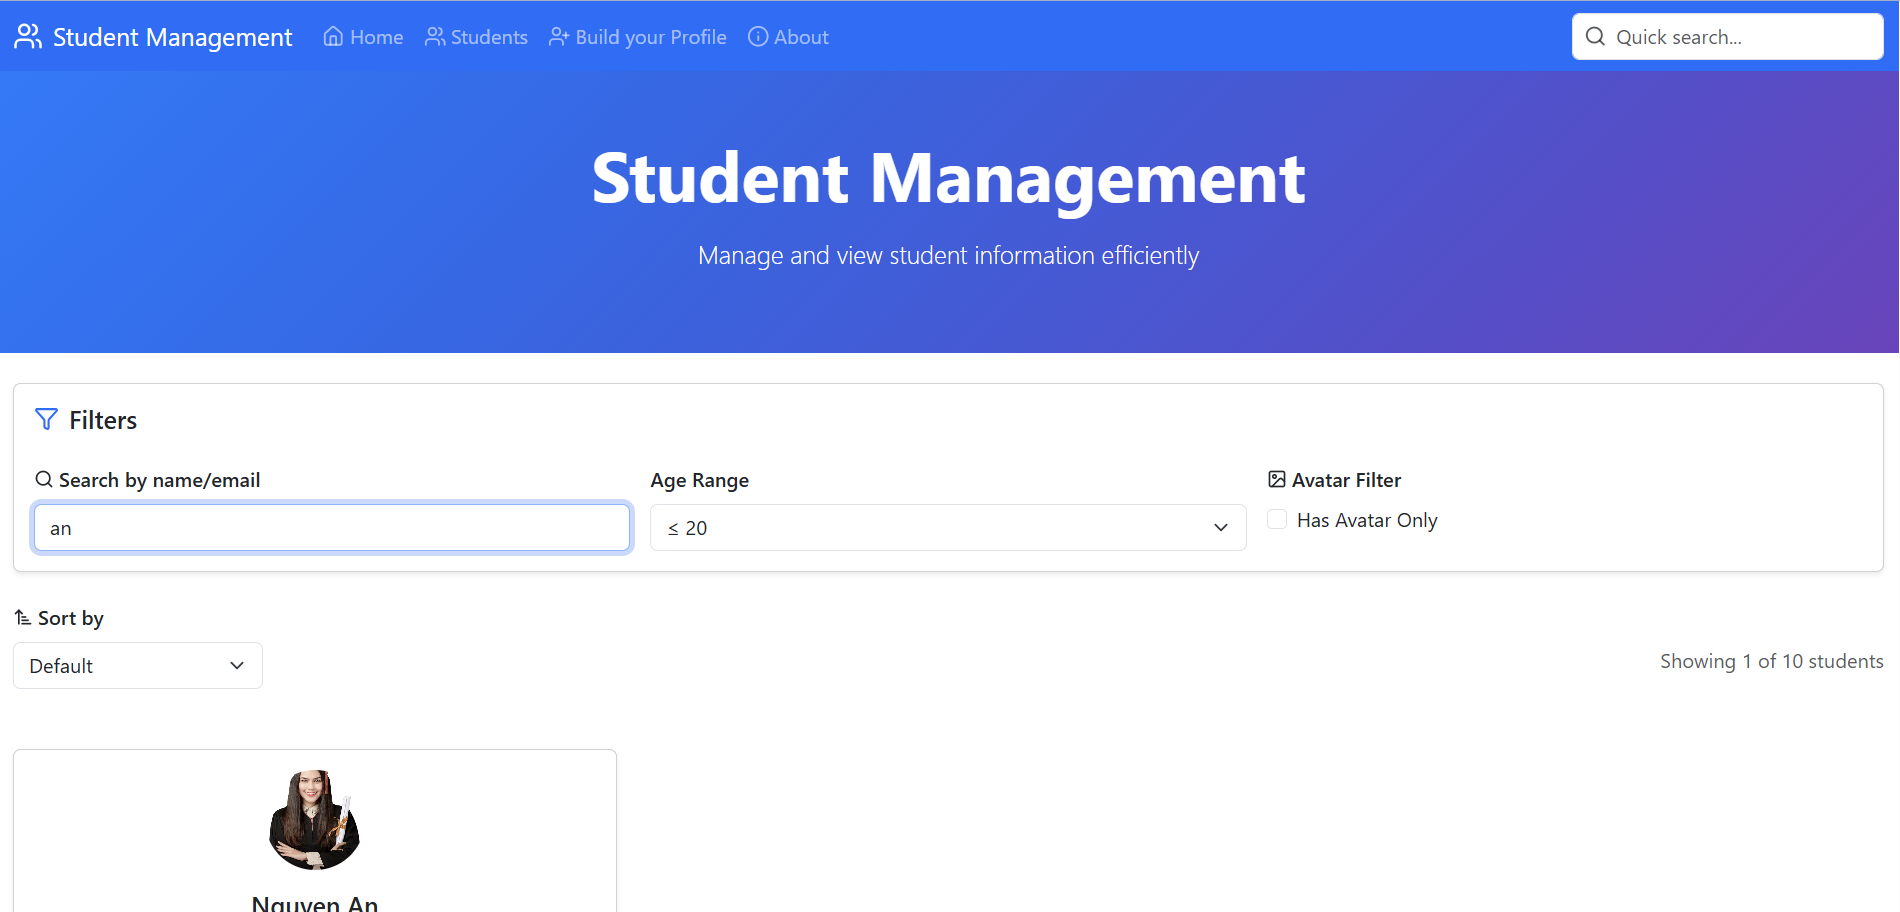 Student Management Home Students Build your Profile About Quick search...
Student Management
Manage and view student information efficiently
Filters
Search by name/email Age Range Avatar Filter
an ≤ 20 Has Avatar Only
Sort by
Default Showing 1 of 10 students
Nguyen An